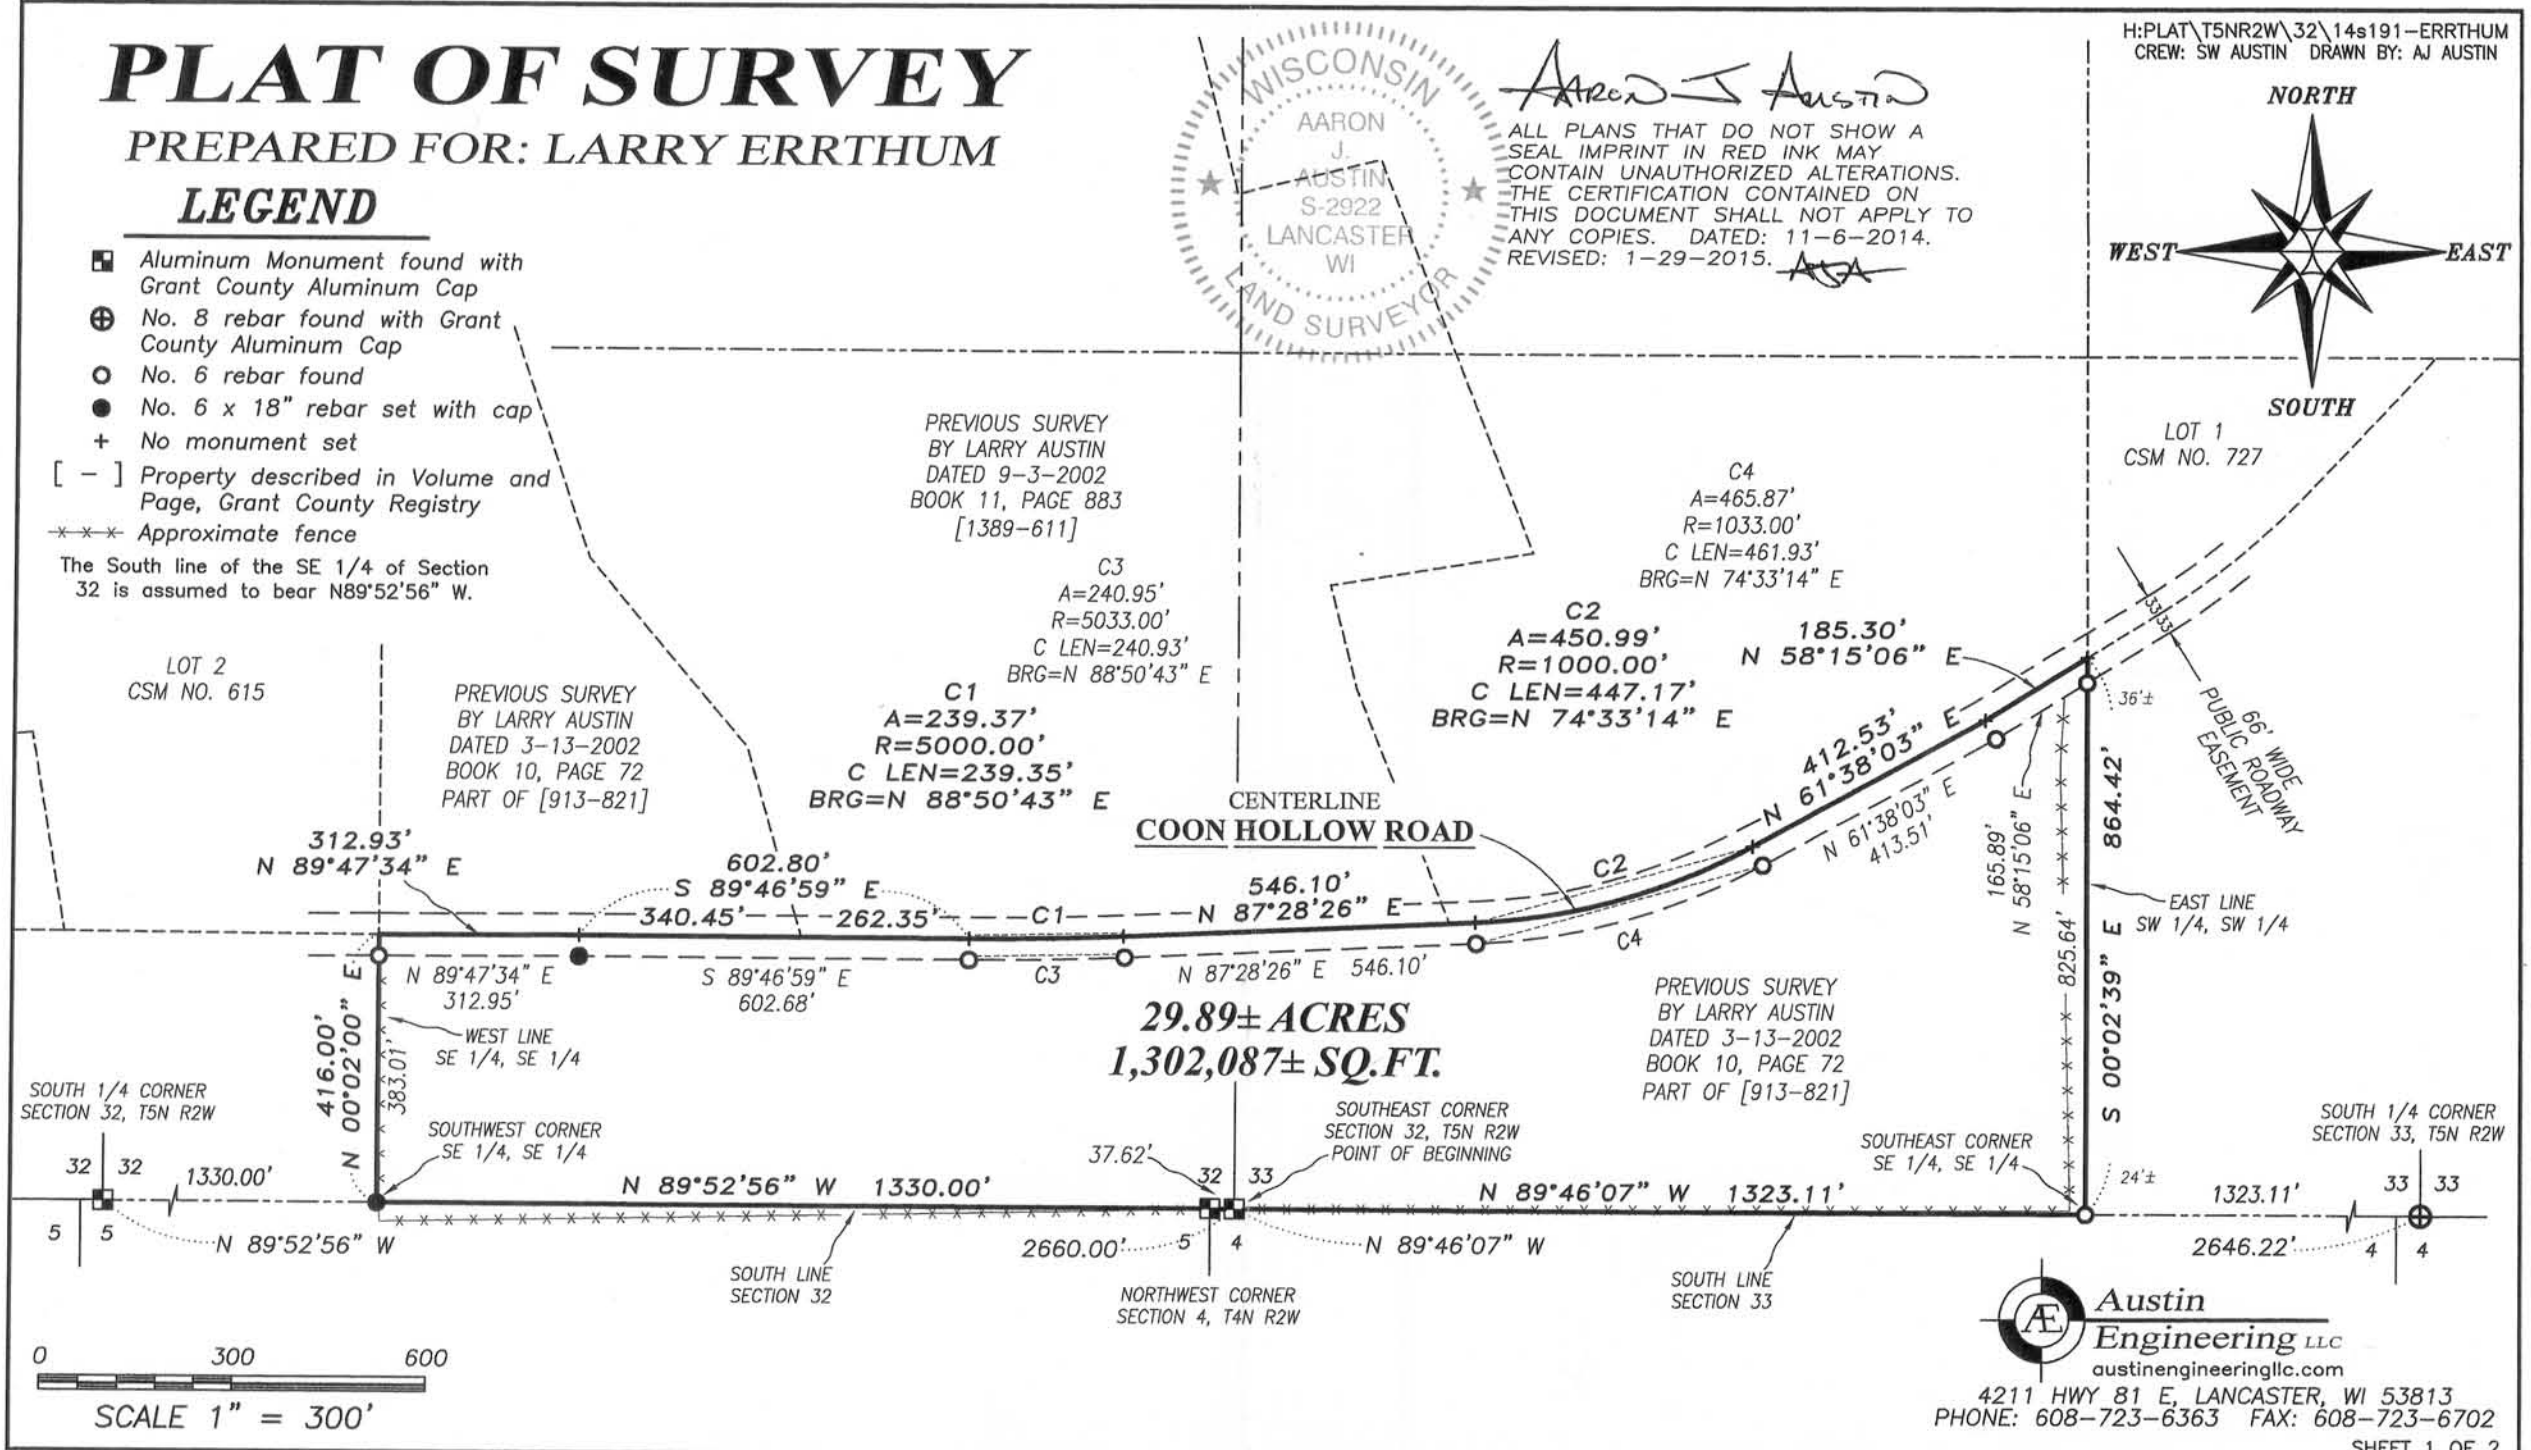 H:PLAT\T5NR2W\32\14s191-ERRTHUM
CREW: SW AUSTIN DRAWN BY: AJ AUSTIN
PLAT OF SURVEY
PREPARED FOR: LARRY ERRTHUM
LEGEND
Aluminum Monument found with
Grant County Aluminum Cap
No. 8 rebar found with Grant
County Aluminum Cap
No. 6 rebar found
No. 6 x 18" rebar set with cap
+ No monument set
[ - ] Property described in Volume and
Page, Grant County Registry
-x-x-x- Approximate fence
The South line of the SE 1/4 of Section
32 is assumed to bear N89°52'56" W.
WISCONSIN
AARON
J.
AUSTIN
S-2922
LANCASTER
WI
LAND SURVEYOR
AARON J AUSTIN
ALL PLANS THAT DO NOT SHOW A
SEAL IMPRINT IN RED INK MAY
CONTAIN UNAUTHORIZED ALTERATIONS.
THE CERTIFICATION CONTAINED ON
THIS DOCUMENT SHALL NOT APPLY TO
ANY COPIES. DATED: 11-6-2014.
REVISED: 1-29-2015. AJA
NORTH
WEST
EAST
SOUTH
LOT 1
CSM NO. 727
PREVIOUS SURVEY
BY LARRY AUSTIN
DATED 9-3-2002
BOOK 11, PAGE 883
[1389-611]
C3
A=240.95'
R=5033.00'
C LEN=240.93'
BRG=N 88°50'43" E
C4
A=465.87'
R=1033.00'
C LEN=461.93'
BRG=N 74°33'14" E
C2
A=450.99'
R=1000.00'
C LEN=447.17'
BRG=N 74°33'14" E
185.30'
N 58°15'06" E
33'
33'
66' WIDE
PUBLIC ROADWAY
EASEMENT
36'±
LOT 2
CSM NO. 615
PREVIOUS SURVEY
BY LARRY AUSTIN
DATED 3-13-2002
BOOK 10, PAGE 72
PART OF [913-821]
C1
A=239.37'
R=5000.00'
C LEN=239.35'
BRG=N 88°50'43" E
CENTERLINE
COON HOLLOW ROAD
412.53'
N 61°38'03" E
N 61°38'03" E
413.51'
165.89'
N 58°15'06" E
864.42'
S 00°02'39" E
825.64'
EAST LINE
SW 1/4, SW 1/4
312.93'
N 89°47'34" E
602.80'
S 89°46'59" E
340.45'
262.35'
C1
546.10'
N 87°28'26" E
C2
C4
N 89°47'34" E
312.95'
S 89°46'59" E
602.68'
C3
N 87°28'26" E 546.10'
416.00'
N 00°02'00" E
383.01'
WEST LINE
SE 1/4, SE 1/4
29.89± ACRES
1,302,087± SQ.FT.
PREVIOUS SURVEY
BY LARRY AUSTIN
DATED 3-13-2002
BOOK 10, PAGE 72
PART OF [913-821]
SOUTH 1/4 CORNER
SECTION 32, T5N R2W
SOUTHWEST CORNER
SE 1/4, SE 1/4
SOUTHEAST CORNER
SECTION 32, T5N R2W
POINT OF BEGINNING
SOUTHEAST CORNER
SE 1/4, SE 1/4
SOUTH 1/4 CORNER
SECTION 33, T5N R2W
32 32
1330.00'
N 89°52'56" W 1330.00'
37.62'
32 33
N 89°46'07" W 1323.11'
24'±
1323.11'
33 33
5 5
N 89°52'56" W
2660.00'
5 4
N 89°46'07" W
2646.22'
4 4
SOUTH LINE
SECTION 32
NORTHWEST CORNER
SECTION 4, T4N R2W
SOUTH LINE
SECTION 33
0 300 600
SCALE 1" = 300'
AE
Austin
Engineering LLC
austinengineeringllc.com
4211 HWY 81 E, LANCASTER, WI 53813
PHONE: 608-723-6363 FAX: 608-723-6702
SHEET 1 OF 2